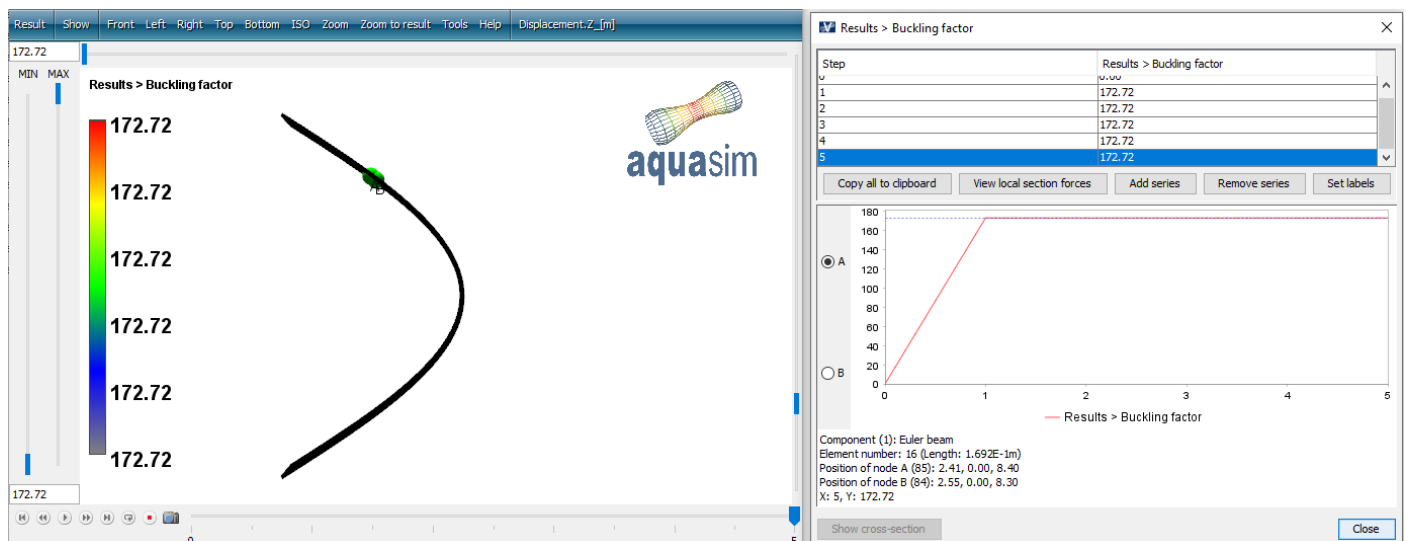 Result Show Front Left Right Top Bottom ISO Zoom Zoom to result Tools Help Displacement.Z_[m]
172.72
MIN MAX
Results > Buckling factor
172.72
172.72
172.72
172.72
172.72
172.72
aquasim
172.72
0
5
Results > Buckling factor
Step Results > Buckling factor
0 0.00
1 172.72
2 172.72
3 172.72
4 172.72
5 172.72
Copy all to clipboard View local section forces Add series Remove series Set labels
A
B
180
160
140
120
100
80
60
40
20
0
0 1 2 3 4 5
Results > Buckling factor
Component (1): Euler beam
Element number: 16 (Length: 1.692E-1m)
Position of node A (85): 2.41, 0.00, 8.40
Position of node B (84): 2.55, 0.00, 8.30
X: 5, Y: 172.72
Show cross-section Close